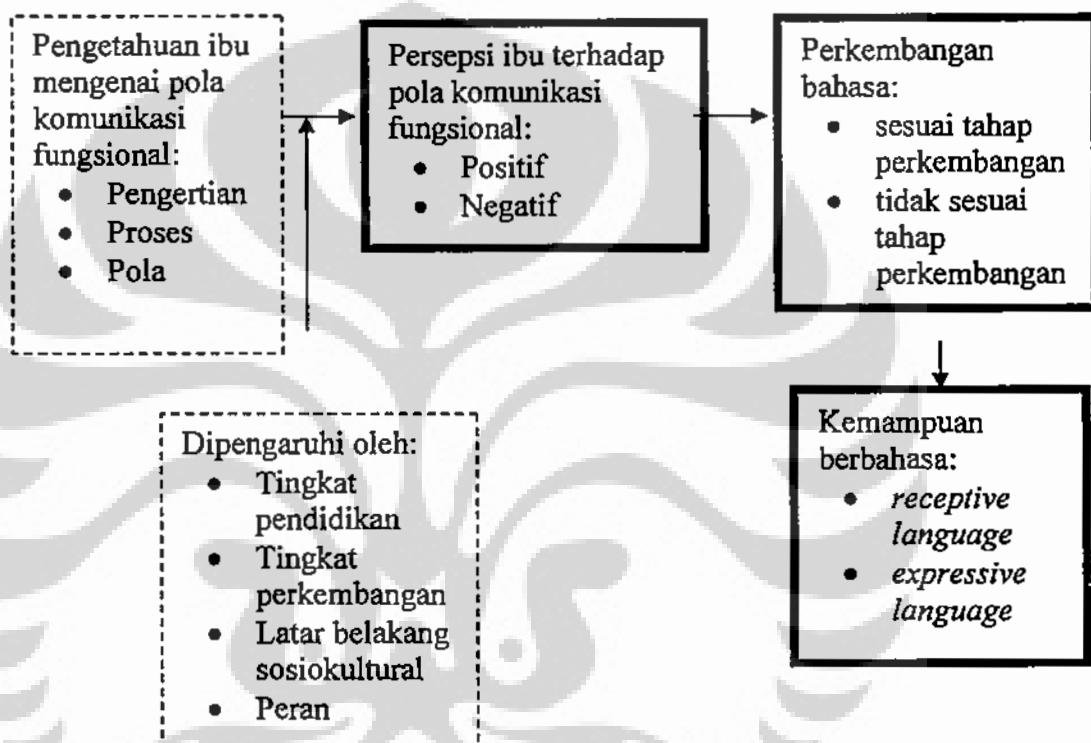 Pengetahuan ibu
mengenai pola
komunikasi
fungsional:
• Pengertian
• Proses
• Pola
Persepsi ibu terhadap
pola komunikasi
fungsional:
• Positif
• Negatif
Perkembangan
bahasa:
• sesuai tahap
perkembangan
• tidak sesuai
tahap
perkembangan
Dipengaruhi oleh:
• Tingkat
pendidikan
• Tingkat
perkembangan
• Latar belakang
sosiokultural
• Peran
Kemampuan
berbahasa:
• receptive
language
• expressive
language